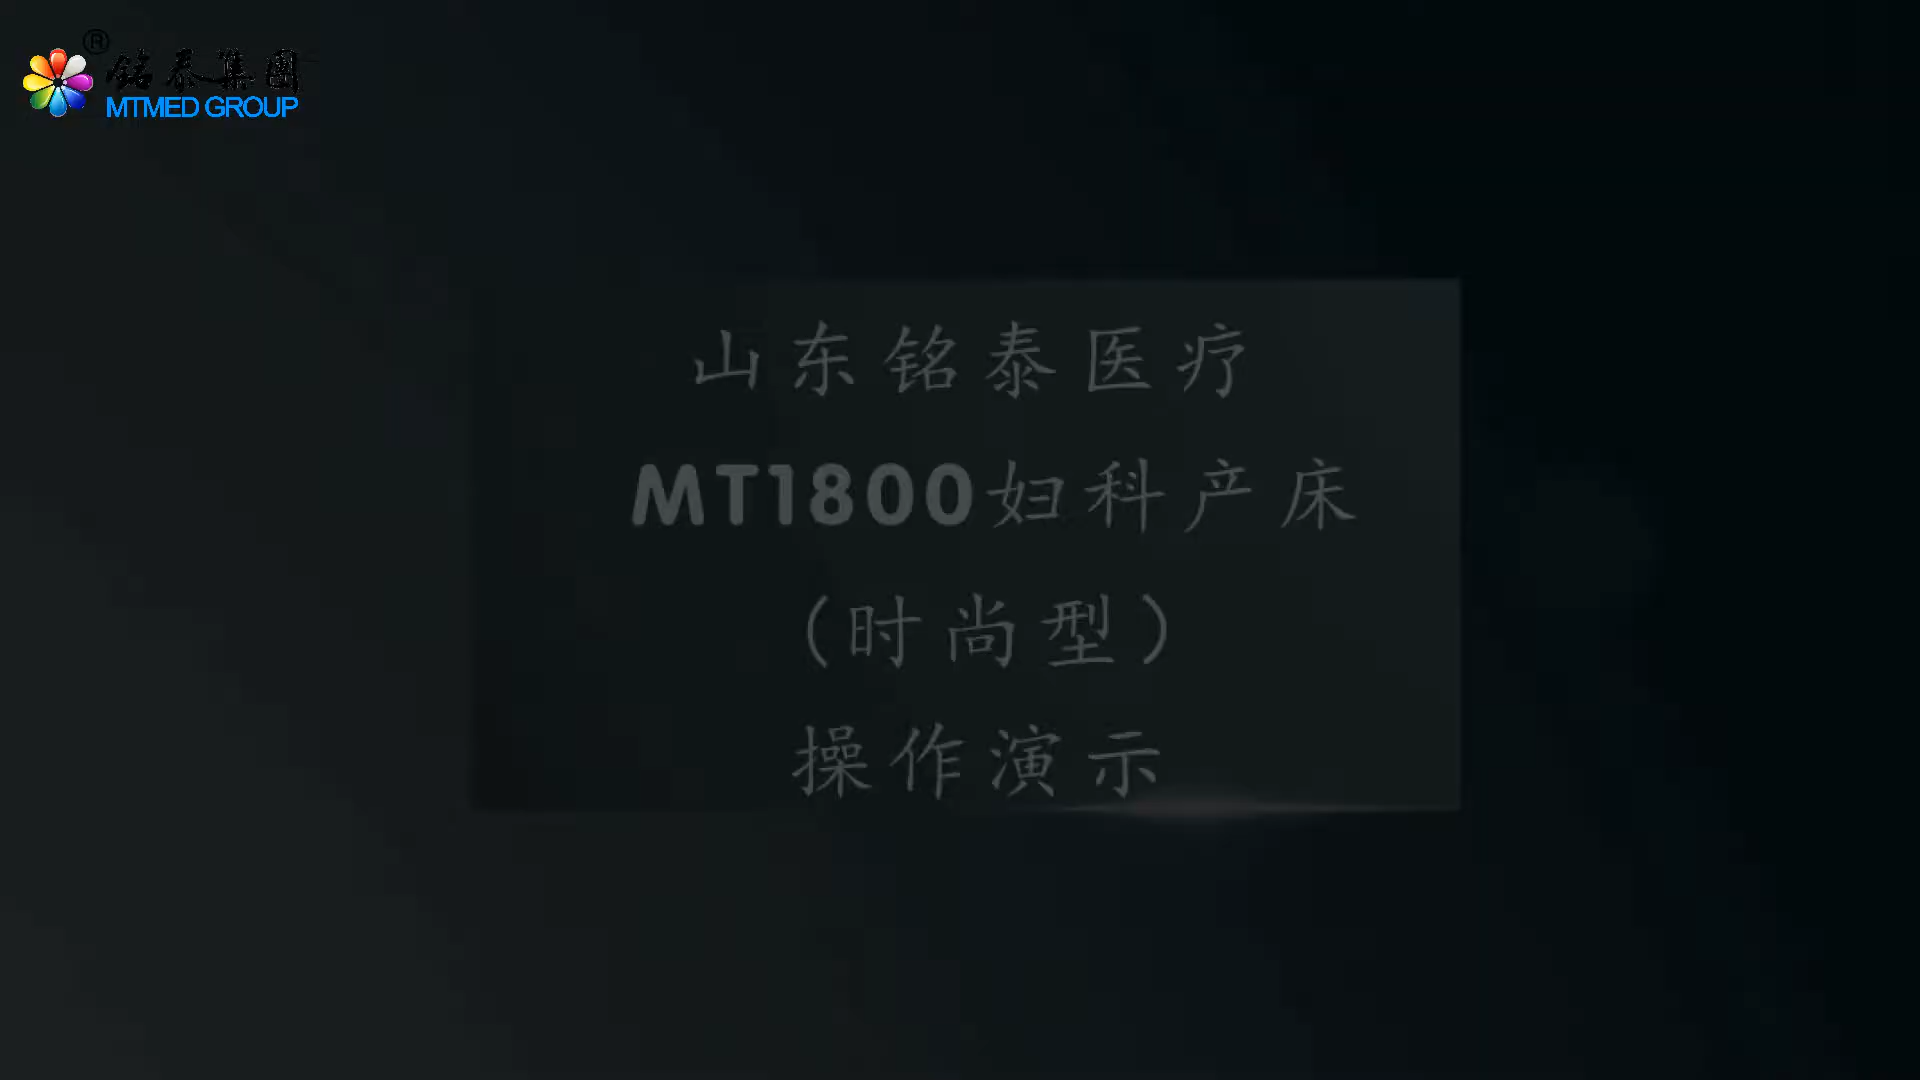 ®
铭泰集團
MTMED GROUP
山东铭泰医疗
MT1800妇科产床
（时尚型）
操作演示